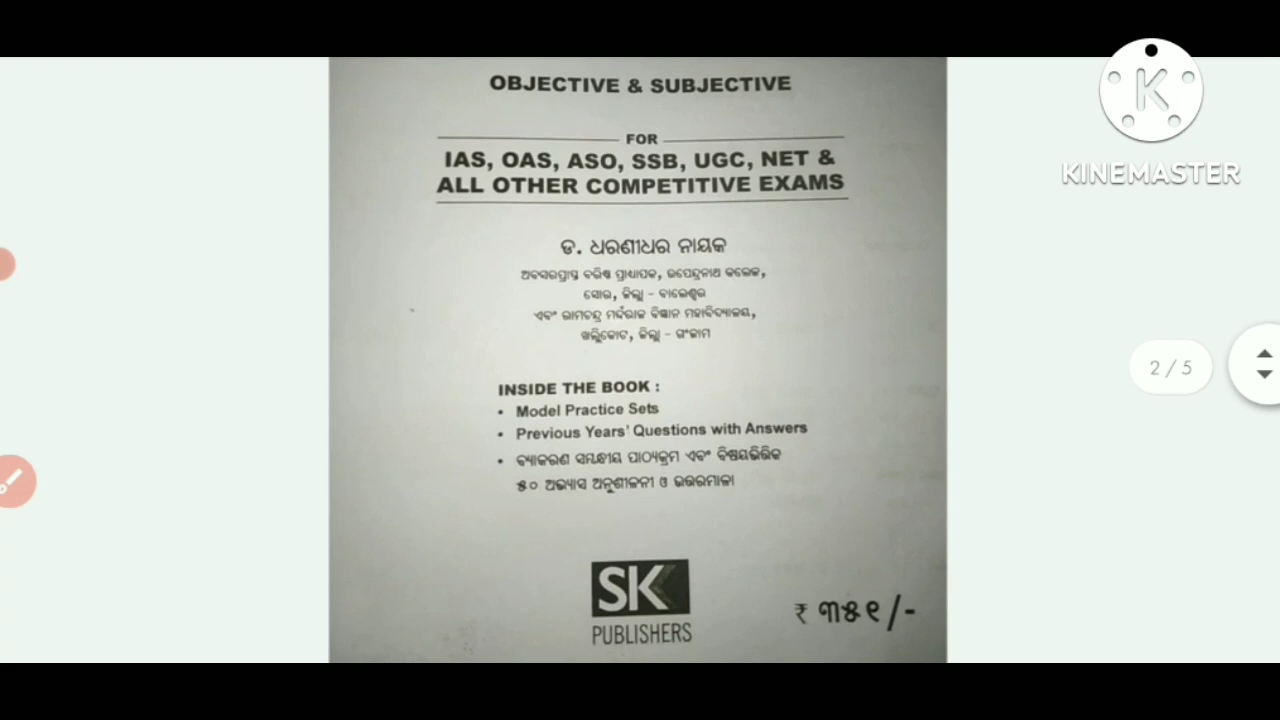 OBJECTIVE & SUBJECTIVE
FOR
IAS, OAS, ASO, SSB, UGC, NET &
ALL OTHER COMPETITIVE EXAMS
ଡ. ଧରଣୀଧର ନାୟକ
ଅବସରପ୍ରାପ୍ତ ବରିଷ୍ଠ ପ୍ରାଧ୍ୟାପକ, ଉପେନ୍ଦ୍ରନାଥ କଲେଜ,
ସୋର, ଜିଲ୍ଲା - ବାଲେଶ୍ଵର
ଏବଂ ରାମଚନ୍ଦ୍ର ମର୍ଦ୍ଦରାଜ ବିଜ୍ଞାନ ମହାବିଦ୍ୟାଳୟ,
ଖଲ୍ଲିକୋଟ, ଜିଲ୍ଲା - ଗଂଜାମ
INSIDE THE BOOK :
• Model Practice Sets
• Previous Years' Questions with Answers
• ବ୍ୟାକରଣ ସମ୍ବନ୍ଧୀୟ ପାଠ୍ୟକ୍ରମ ଏବଂ ବିଷୟଭିତ୍ତିକ
୫୦ ଅଭ୍ୟାସ ଅନୁଶୀଳନୀ ଓ ଉତ୍ତରମାଳା
SK
PUBLISHERS
₹ ୩୫୧/-
K
KINEMASTER
2 / 5